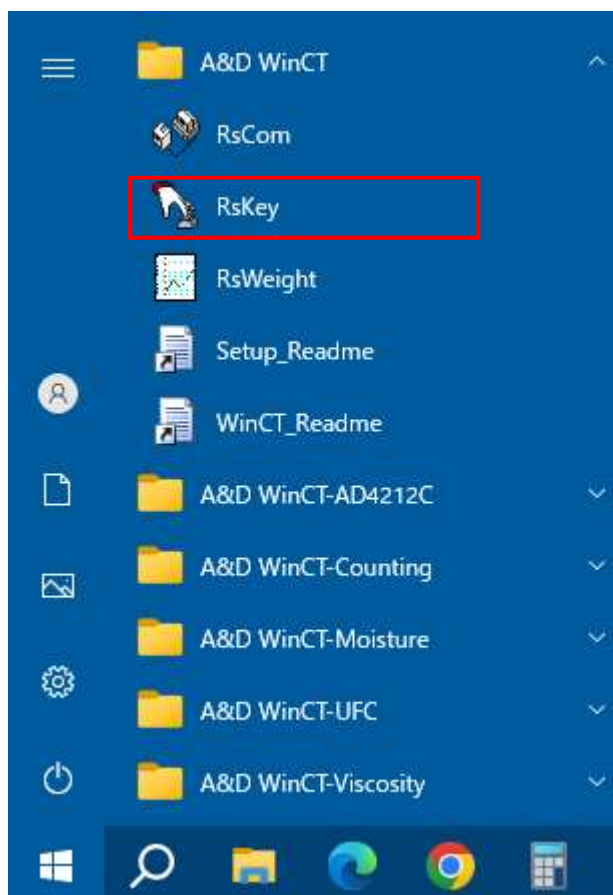 A&D WinCT
RsCom
RsKey
RsWeight
Setup_Readme
WinCT_Readme
A&D WinCT-AD4212C
A&D WinCT-Counting
A&D WinCT-Moisture
A&D WinCT-UFC
A&D WinCT-Viscosity